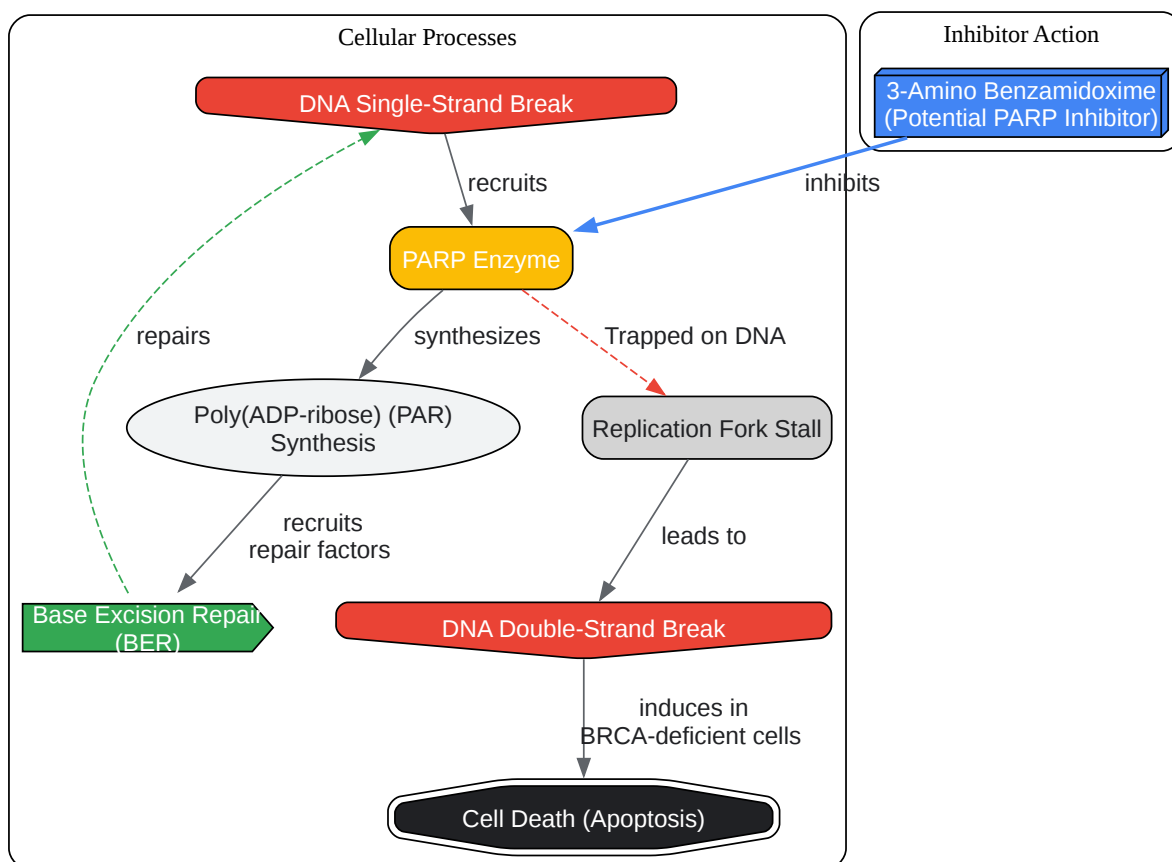 Cellular Processes
Inhibitor Action
DNA Single-Strand Break
3-Amino Benzamidoxime
(Potential PARP Inhibitor)
recruits
inhibits
PARP Enzyme
repairs
synthesizes
Trapped on DNA
Poly(ADP-ribose) (PAR)
Synthesis
Replication Fork Stall
recruits
repair factors
leads to
Base Excision Repair
(BER)
DNA Double-Strand Break
induces in
BRCA-deficient cells
Cell Death (Apoptosis)